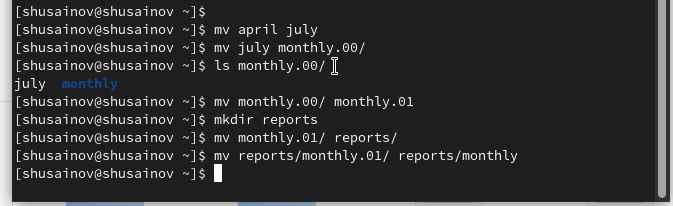 [shusainov@shusainov ~]$
[shusainov@shusainov ~]$ mv april july
[shusainov@shusainov ~]$ mv july monthly.00/
[shusainov@shusainov ~]$ ls monthly.00/
july  monthly
[shusainov@shusainov ~]$ mv monthly.00/ monthly.01
[shusainov@shusainov ~]$ mkdir reports
[shusainov@shusainov ~]$ mv monthly.01/ reports/
[shusainov@shusainov ~]$ mv reports/monthly.01/ reports/monthly
[shusainov@shusainov ~]$